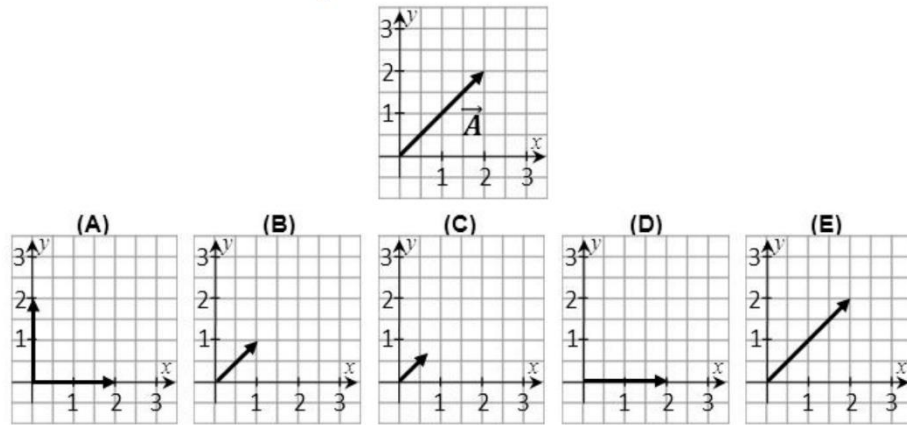 y
3
2
1
A
x
1 2 3
(A) (B) (C) (D) (E)
y y y y y
3 3 3 3 3
2 2 2 2 2
1 1 1 1 1
x x x x x
1 2 3 1 2 3 1 2 3 1 2 3 1 2 3